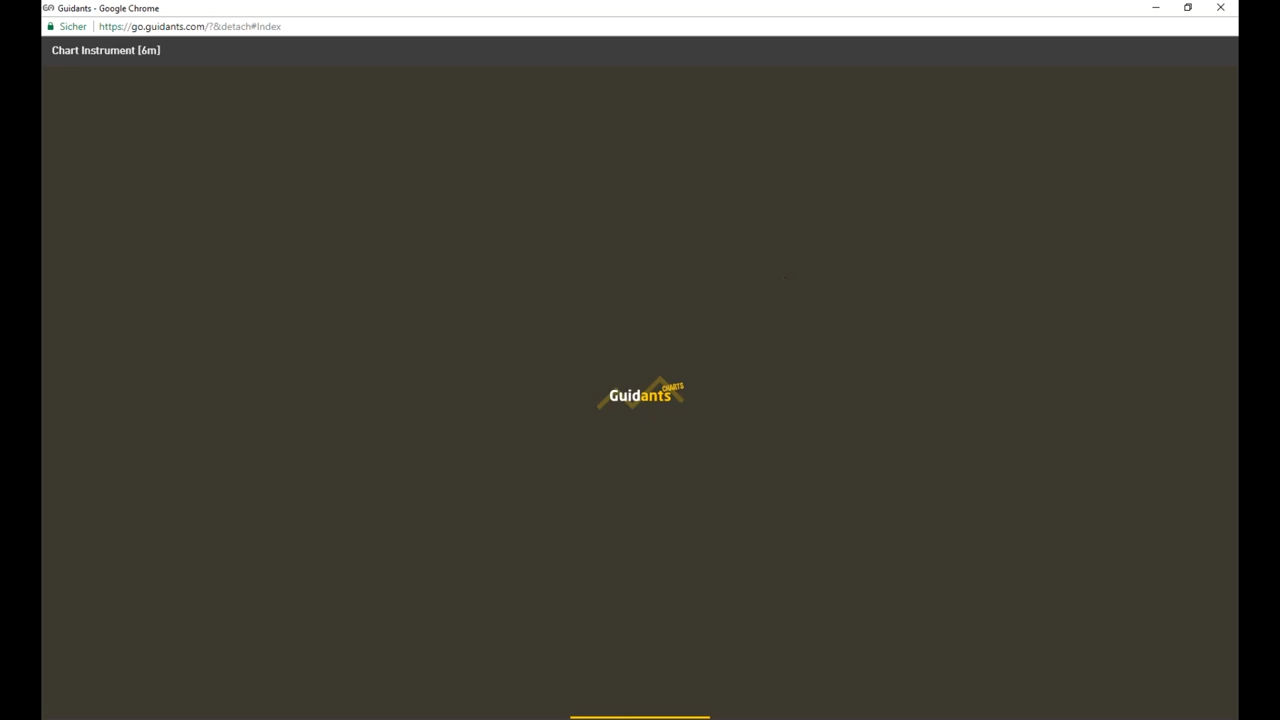 Guidants - Google Chrome
Sicher | https://go.guidants.com/?&detach#Index
Chart Instrument [6m]
CHARTS
Guidants